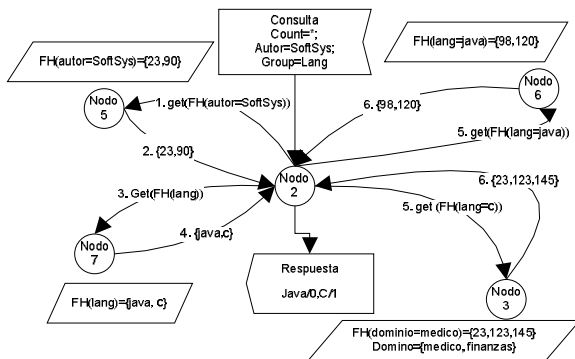 Consulta
Count=*;
Autor=SoftSys;
Group=Lang
FH(autor=SoftSys)={23,90}
FH(lang=java)={98,120}
Nodo
5
1. get(FH(autor=SoftSys))
6. {98,120}
Nodo
6
5. get(FH(lang=java))
2. {23,90}
Nodo
2
6. {23,123,145}
3. Get(FH(lang)
5. get (FH(lang=c)
4. {java,c}
Nodo
7
Respuesta
Java/0,C/1
Nodo
3
FH(lang)={java, c}
FH(dominio=medico)={23,123,145}
Domino={medico,finanzas}